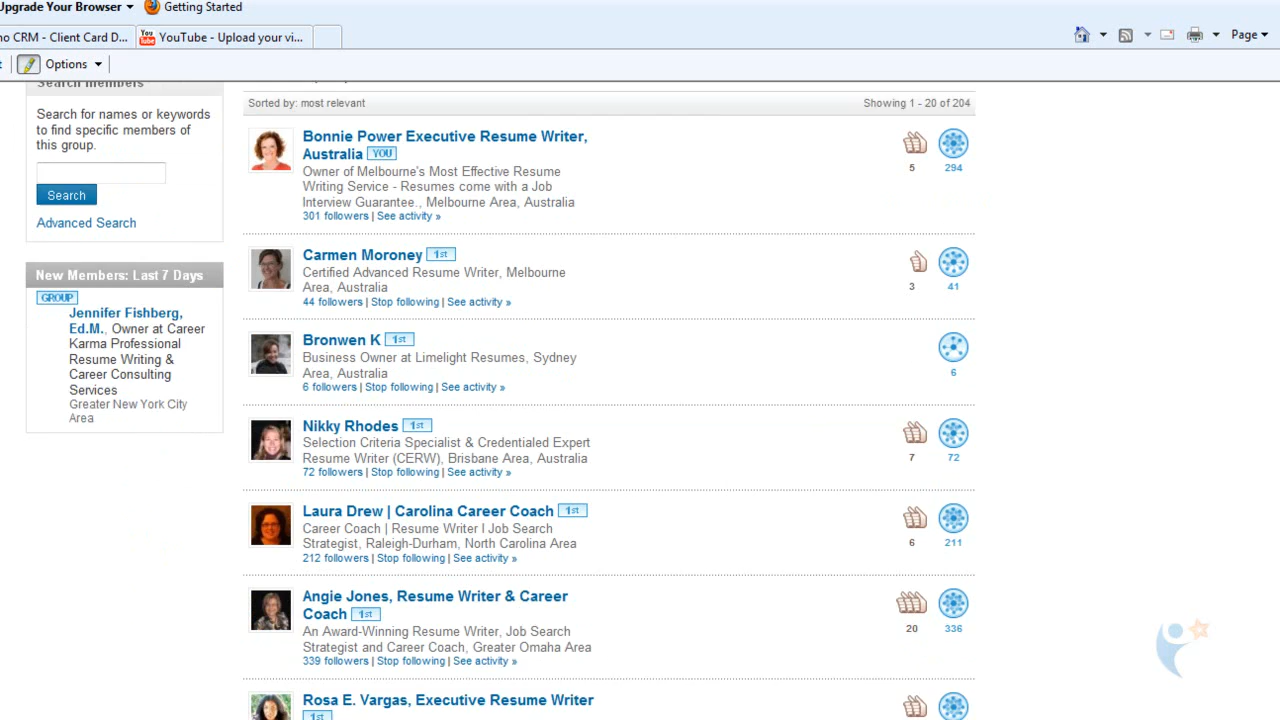 Upgrade Your Browser
Getting Started
no CRM - Client Card D...
YouTube - Upload your vi...
Page
Options
Search members
Search for names or keywords
to find specific members of
this group.
Search
Advanced Search
New Members: Last 7 Days
GROUP
Jennifer Fishberg,
Ed.M., Owner at Career
Karma Professional
Resume Writing &
Career Consulting
Services
Greater New York City
Area
Sorted by: most relevant
Showing 1 - 20 of 204
Bonnie Power Executive Resume Writer,
Australia YOU
Owner of Melbourne's Most Effective Resume
Writing Service - Resumes come with a Job
Interview Guarantee., Melbourne Area, Australia
301 followers | See activity »
5
294
Carmen Moroney 1st
Certified Advanced Resume Writer, Melbourne
Area, Australia
44 followers | Stop following | See activity »
3
41
Bronwen K 1st
Business Owner at Limelight Resumes, Sydney
Area, Australia
6 followers | Stop following | See activity »
6
Nikky Rhodes 1st
Selection Criteria Specialist & Credentialed Expert
Resume Writer (CERW), Brisbane Area, Australia
72 followers | Stop following | See activity »
7
72
Laura Drew | Carolina Career Coach 1st
Career Coach | Resume Writer l Job Search
Strategist, Raleigh-Durham, North Carolina Area
212 followers | Stop following | See activity »
6
211
Angie Jones, Resume Writer & Career
Coach 1st
An Award-Winning Resume Writer, Job Search
Strategist and Career Coach, Greater Omaha Area
339 followers | Stop following | See activity »
20
336
Rosa E. Vargas, Executive Resume Writer
1st